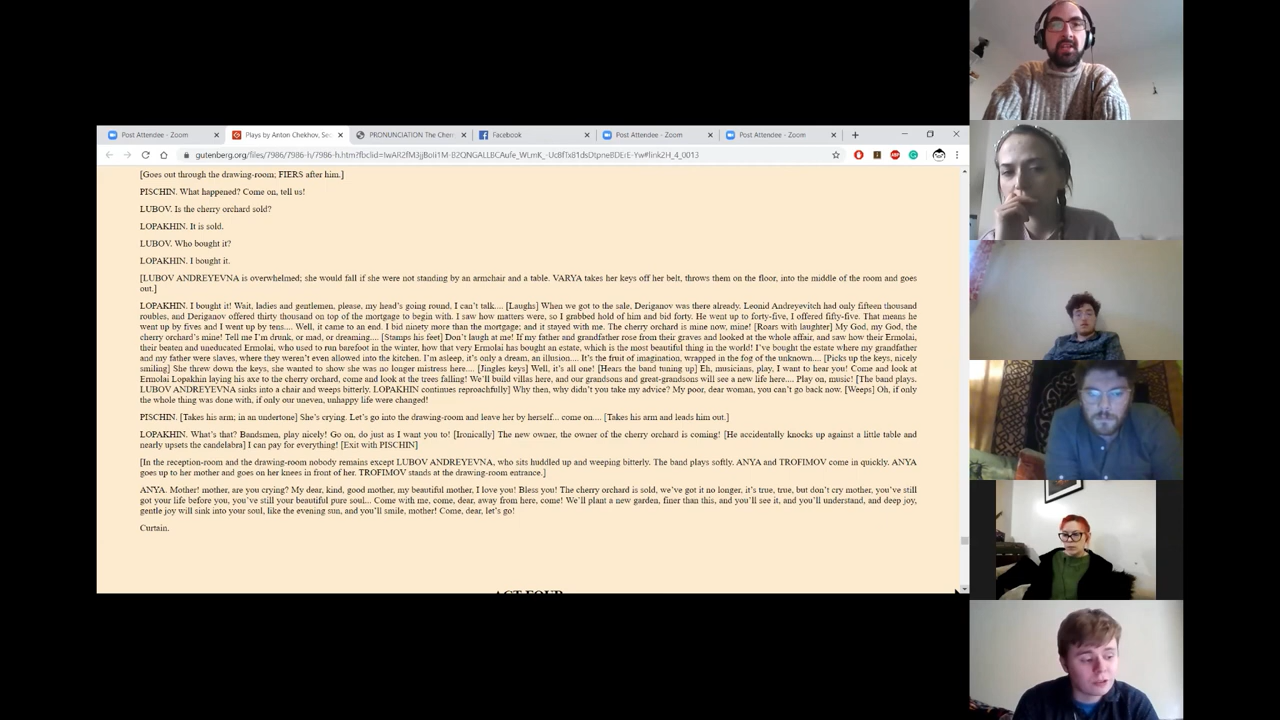 Post Attendee - Zoom
Plays by Anton Chekhov, Sec
PRONUNCIATION The Cher
Facebook
Post Attendee - Zoom
Post Attendee - Zoom
[Goes out through the drawing-room; FIERS after him.]
PISCHIN. What happened? Come on, tell us!
LUBOV. Is the cherry orchard sold?
LOPAKHIN. It is sold.
LUBOV. Who bought it?
LOPAKHIN. I bought it.
[LUBOV ANDREYEVNA is overwhelmed; she would fall if she were not standing by an armchair and a table. VARYA takes her keys off her belt, throws them on the floor, into the middle of the room and goes
out.]
LOPAKHIN. I bought it! Wait, ladies and gentlemen, please, my head's going round, I can't talk.... [Laughs] When we got to the sale, Deriganov was there already. Leonid Andreyevitch had only fifteen thousand
roubles, and Deriganov offered thirty thousand on top of the mortgage to begin with. I saw how matters were, so I grabbed hold of him and bid forty. He went up to forty-five, I offered fifty-five. That means he
went up by fives and I went up by tens.... Well, it came to an end. I bid ninety more than the mortgage; and it stayed with me. The cherry orchard is mine now, mine! [Roars with laughter] My God, my God, the
cherry orchard's mine! Tell me I'm drunk, or mad, or dreaming.... [Stamps his feet] Don't laugh at me! If my father and grandfather rose from their graves and looked at the whole affair, and saw how their Ermolai,
their beaten and uneducated Ermolai, who used to run barefoot in the winter, how that very Ermolai has bought an estate, which is the most beautiful thing in the world! I've bought the estate where my grandfather
and my father were slaves, where they weren't even allowed into the kitchen. I'm asleep, it's only a dream, an illusion.... It's the fruit of imagination, wrapped in the fog of the unknown.... [Picks up the keys, nicely
smiling] She threw down the keys, she wanted to show she was no longer mistress here.... [Jingles keys] Well, it's all one! [Hears the band tuning up] Eh, musicians, play, I want to hear you! Come and look at
Ermolai Lopakhin laying his axe to the cherry orchard, come and look at the trees falling! We'll build villas here, and our grandsons and great-grandsons will see a new life here.... Play on, music! [The band plays.
LUBOV ANDREYEVNA sinks into a chair and weeps bitterly. LOPAKHIN continues reproachfully] Why then, why didn't you take my advice? My poor, dear woman, you can't go back now. [Weeps] Oh, if only
the whole thing was done with, if only our uneven, unhappy life were changed!
PISCHIN. [Takes his arm; in an undertone] She's crying. Let's go into the drawing-room and leave her by herself... come on.... [Takes his arm and leads him out.]
LOPAKHIN. What's that? Bandsmen, play nicely! Go on, do just as I want you to! [Ironically] The new owner, the owner of the cherry orchard is coming! [He accidentally knocks up against a little table and
nearly upsets the candelabra] I can pay for everything! [Exit with PISCHIN]
[In the reception-room and the drawing-room nobody remains except LUBOV ANDREYEVNA, who sits huddled up and weeping bitterly. The band plays softly. ANYA and TROFIMOV come in quickly. ANYA
goes up to her mother and goes on her knees in front of her. TROFIMOV stands at the drawing-room entrance.]
ANYA. Mother! mother, are you crying? My dear, kind, good mother, my beautiful mother, I love you! Bless you! The cherry orchard is sold, we've got it no longer, it's true, true, but don't cry mother, you've still
got your life before you, you've still your beautiful pure soul... Come with me, come, dear, away from here, come! We'll plant a new garden, finer than this, and you'll see it, and you'll understand, and deep joy,
gentle joy will sink into your soul, like the evening sun, and you'll smile, mother! Come, dear, let's go!
Curtain.
ACT FOUR